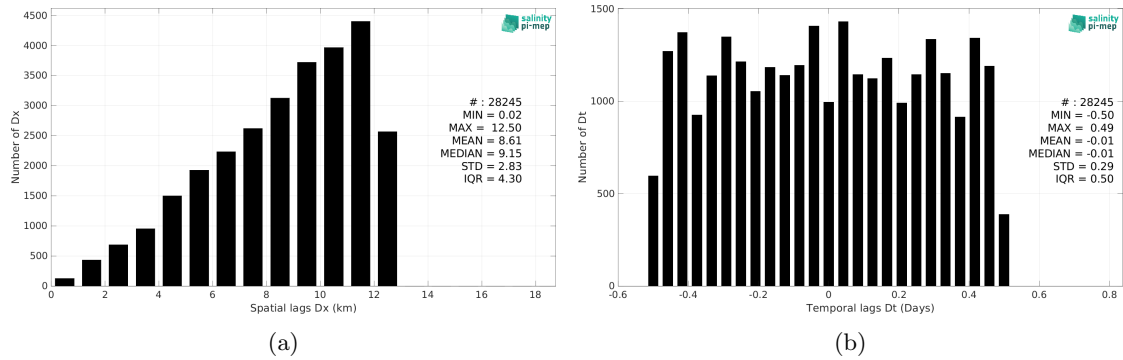 4500
4000
3500
3000
2500
2000
1500
1000
500
0
Number of Dx
salinity
pi-mep
# : 28245
MIN = 0.02
MAX = 12.50
MEAN = 8.61
MEDIAN = 9.15
STD = 2.83
IQR = 4.30
0 2 4 6 8 10 12 14 16 18
Spatial lags Dx (km)
(a)
1500
1000
500
0
Number of Dt
salinity
pi-mep
# : 28245
MIN = -0.50
MAX = 0.49
MEAN = -0.01
MEDIAN = -0.01
STD = 0.29
IQR = 0.50
-0.6 -0.4 -0.2 0 0.2 0.4 0.6 0.8
Temporal lags Dt (Days)
(b)